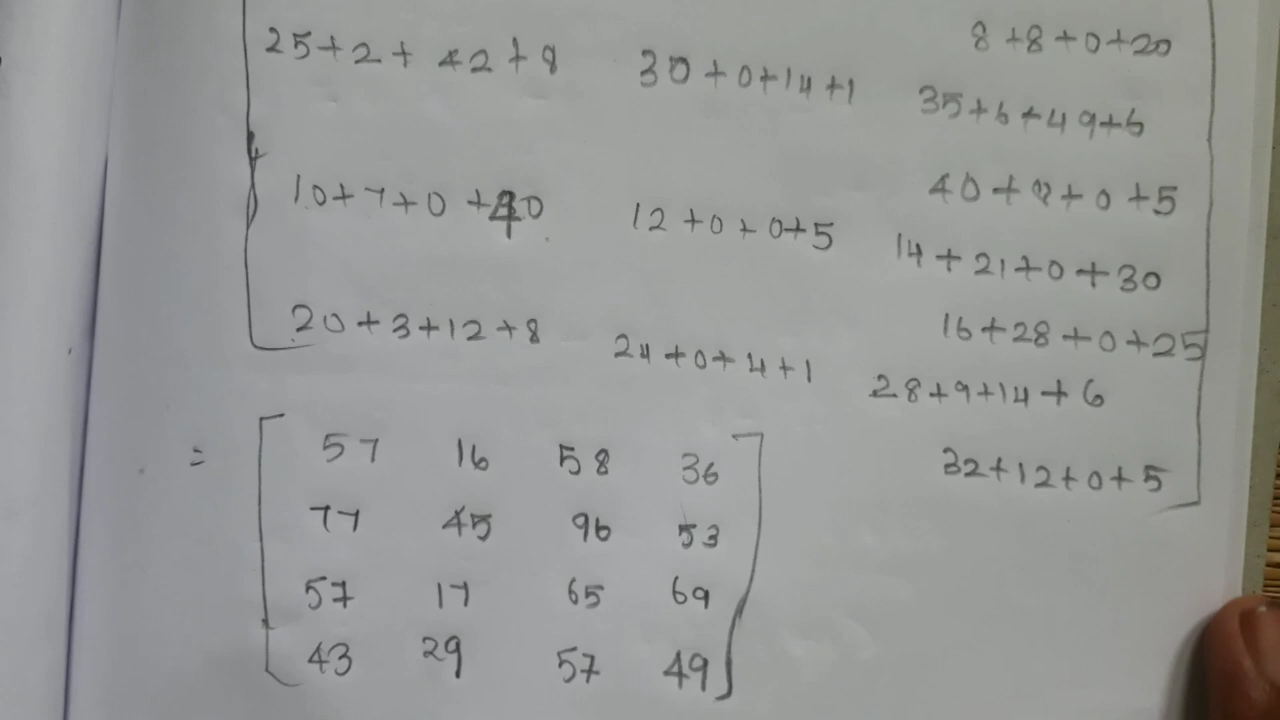 8 + 8 + 0 + 20
25 + 2 + 42 + 8 30 + 0 + 14 + 1 35 + 6 + 49 + 6
40 + 8 + 0 + 5
10 + 7 + 0 + 40 12 + 0 + 0 + 5 14 + 21 + 0 + 30
16 + 28 + 0 + 25
20 + 3 + 12 + 8 24 + 0 + 4 + 1 28 + 9 + 14 + 6
32 + 12 + 0 + 5
= [ 57 16 58 36
77 45 96 53
57 17 65 69
43 29 57 49 ]